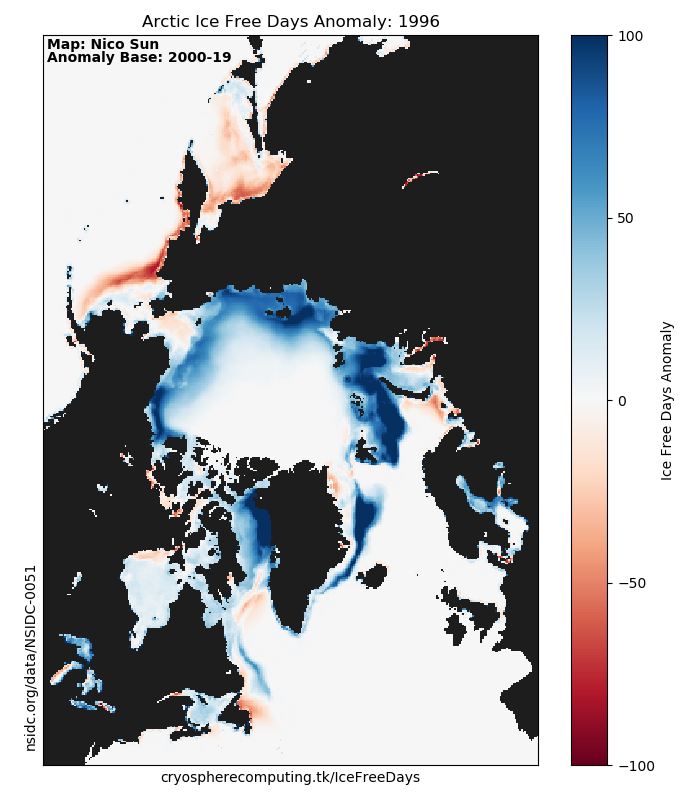 Arctic Ice Free Days Anomaly: 1996
Map: Nico Sun
Anomaly Base: 2000-19
100
50
0
−50
−100
Ice Free Days Anomaly
nsidc.org/data/NSIDC-0051
cryospherecomputing.tk/IceFreeDays